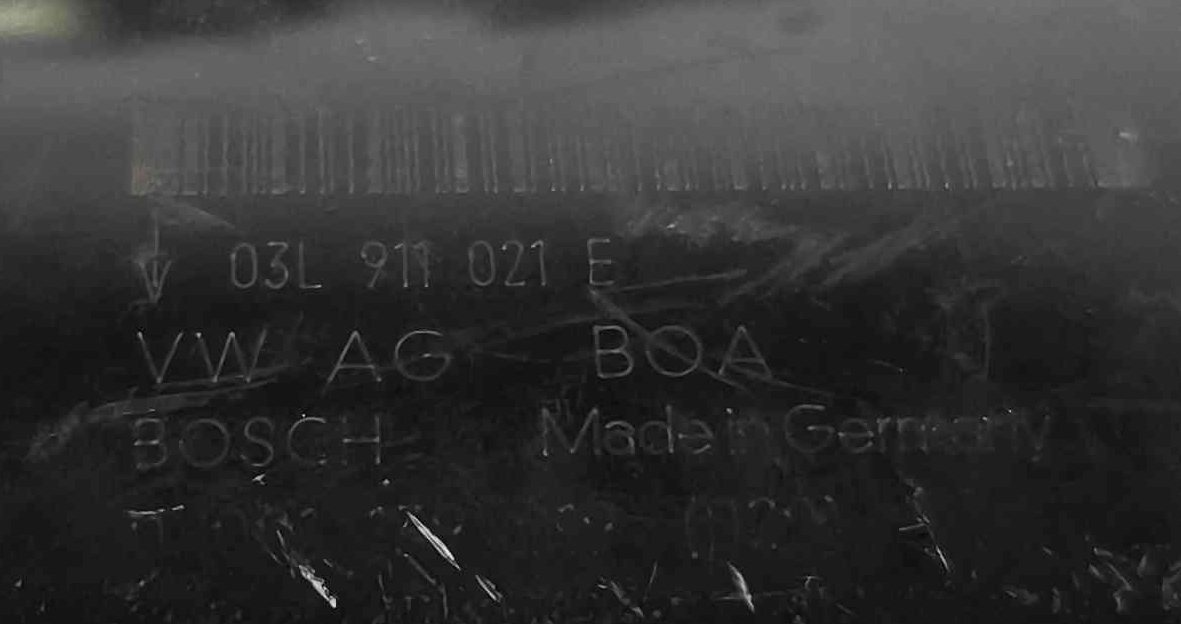 03L 911 021 E
VW AG BOA
BOSCH Made in Germany